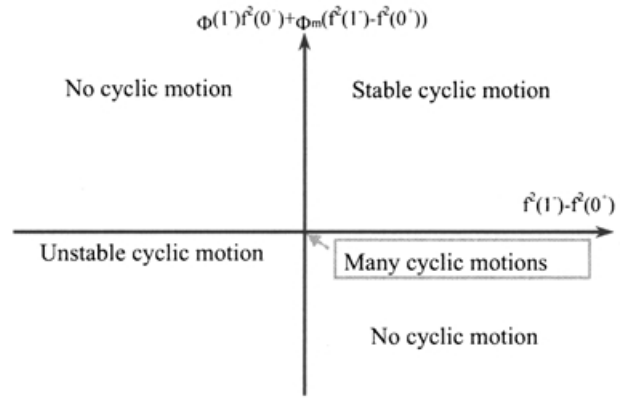 Φ(1⁻)f²(0⁺)+Φm(f²(1⁻)-f²(0⁺))
No cyclic motion
Stable cyclic motion
f²(1⁻)-f²(0⁺)
Unstable cyclic motion
Many cyclic motions
No cyclic motion